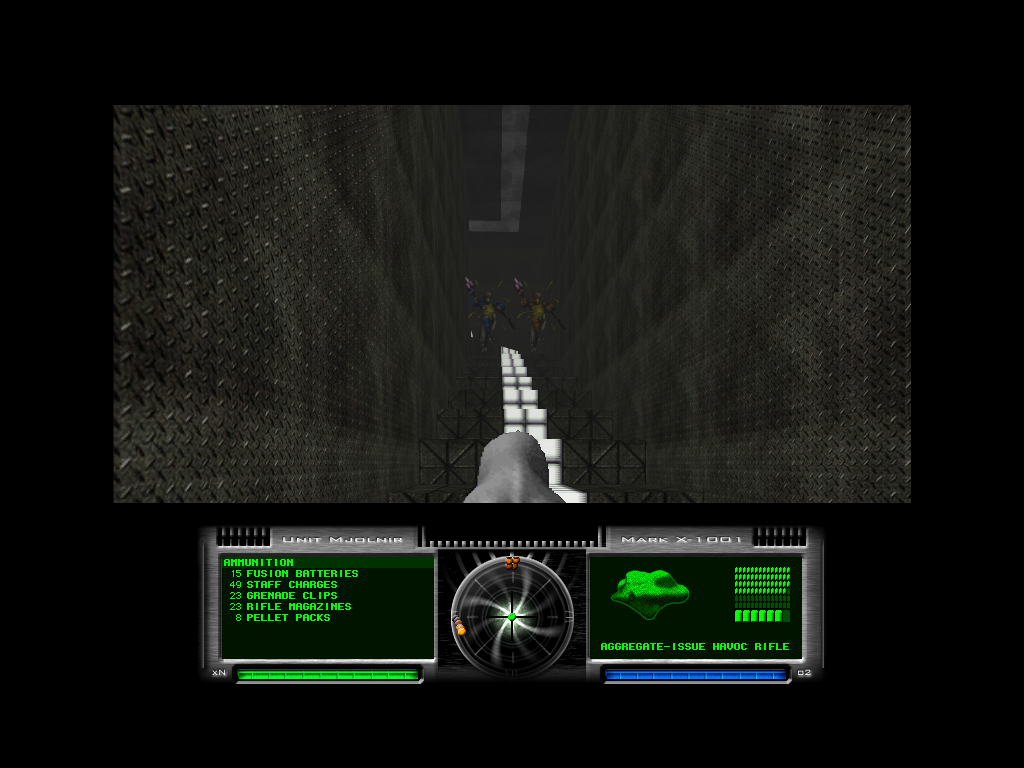 Unit Mjolnir
Mark X-1001
AMMUNITION
15 FUSION BATTERIES
49 STAFF CHARGES
23 GRENADE CLIPS
23 RIFLE MAGAZINES
8 PELLET PACKS
AGGREGATE-ISSUE HAVOC RIFLE
xN
o2